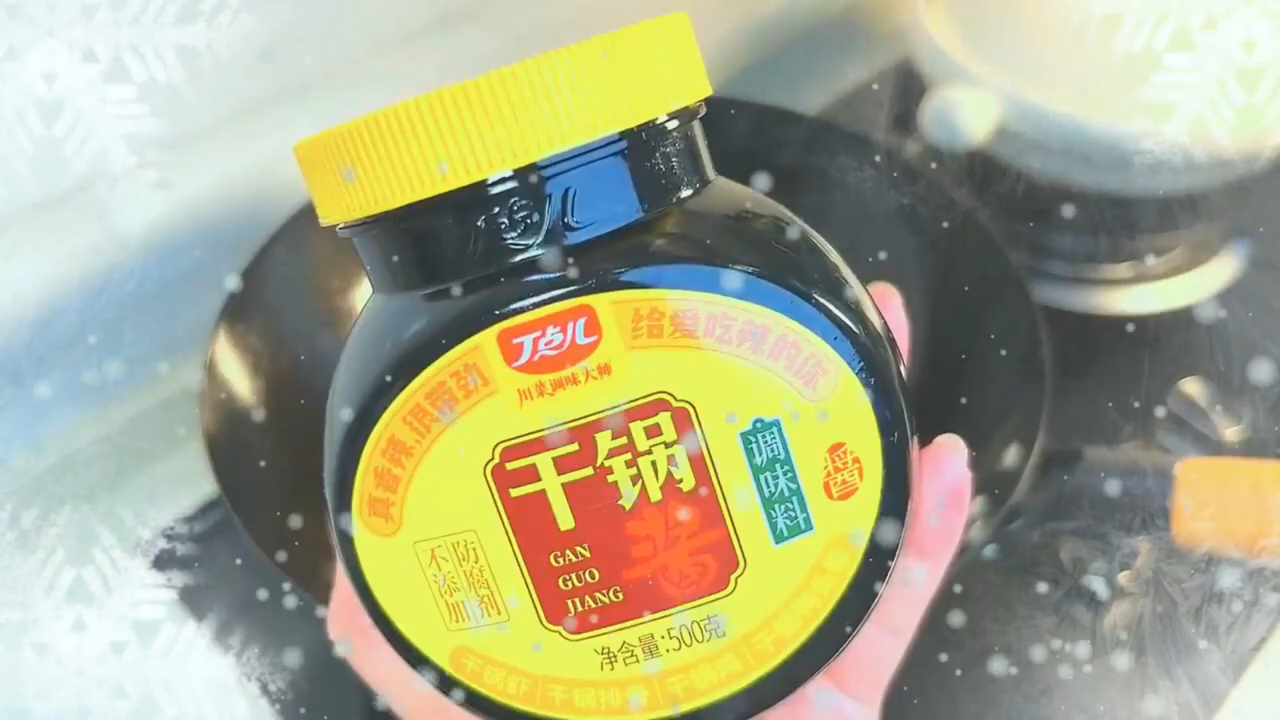 丁点儿
川菜调味大师
真香辣,很带劲
给爱吃辣的你
干锅
酱
GAN
GUO
JIANG
调味料
醬
不添加
防腐剂
净含量:500克
干锅虾|干锅排骨|干锅鸡|